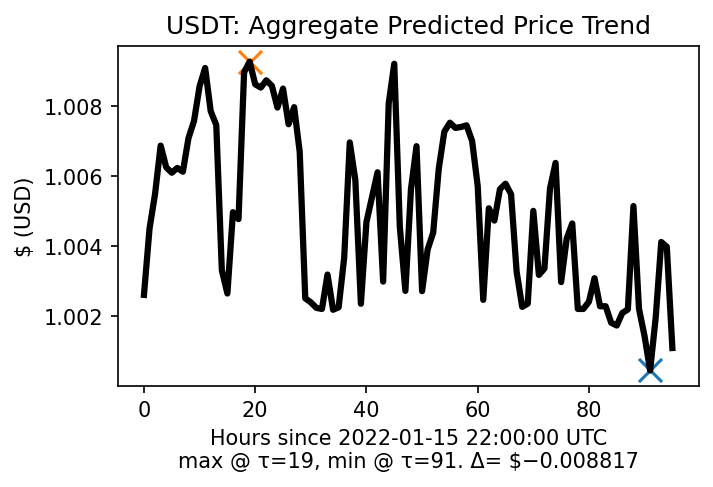 USDT: Aggregate Predicted Price Trend
$ (USD)
1.008
1.006
1.004
1.002
0 20 40 60 80
Hours since 2022-01-15 22:00:00 UTC
max @ τ=19, min @ τ=91. Δ= $−0.008817